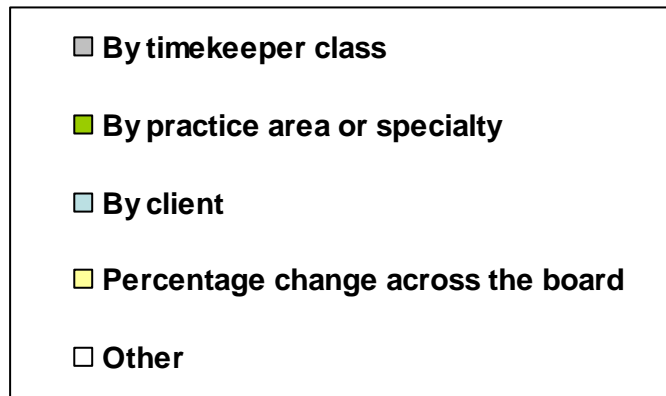 By timekeeper class
By practice area or specialty
By client
Percentage change across the board
Other